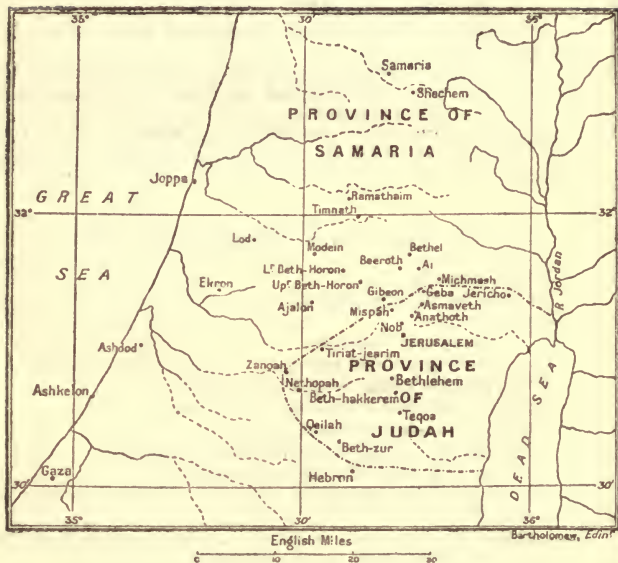 35° 30' 35°
Samaria
Shechem
PROVINCE OF
SAMARIA
Joppa
GREAT
Ramathaim
Timnath
32° 32°
Lod
Modein
Bethel
Beeroth
Ai
SEA
Lr. Beth-Horon
Michmash
Ekron
Upr. Beth-Horon
Geba
Jericho
R. Jordan
Gibeon
Ajalon
Mispah
Asmaveth
Anathoth
Nob
JERUSALEM
Ashdod
Tiriat-jearim
PROVINCE
Zanoah
Bethlehem
Nethopah
Ashkelon
Beth-hakkerem
OF
Teqoa
Qeilah
JUDAH
DEAD SEA
Beth-zur
Gaza
Hebron
30' 30'
35° 30' 36°
English Miles
Bartholomew, Edinr.
0 10 20 30